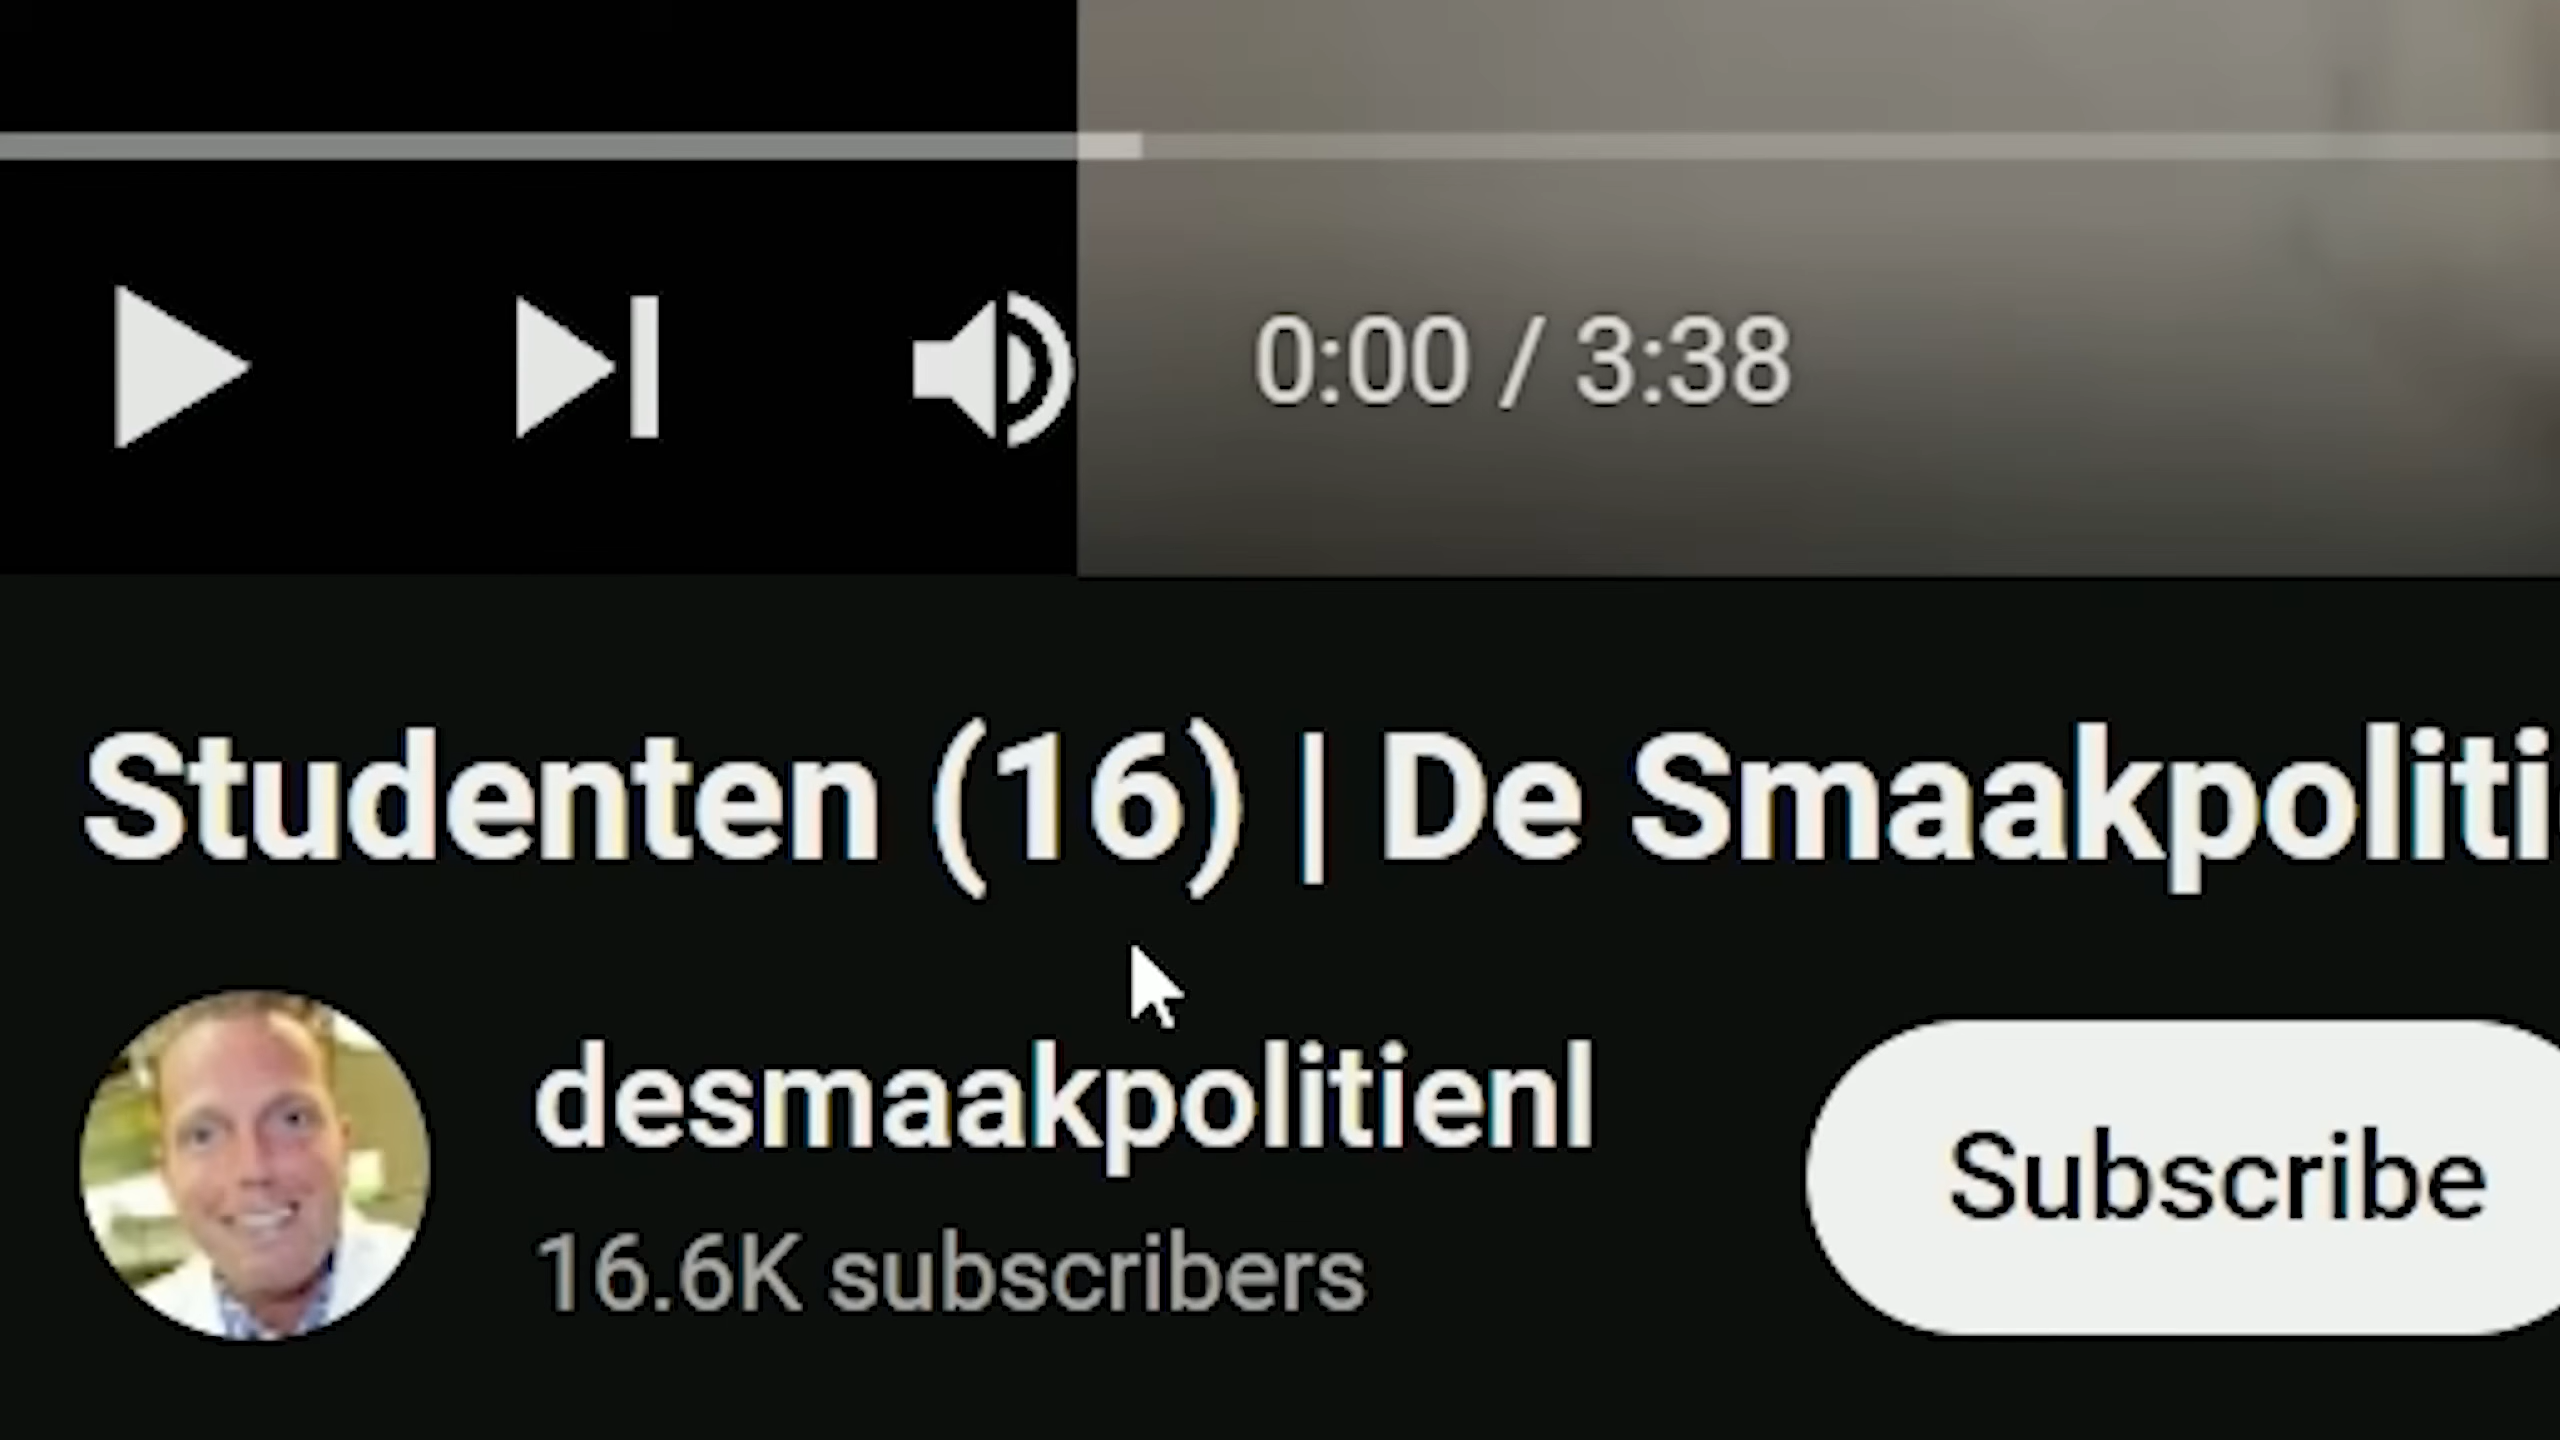 0:00 / 3:38
Studenten (16) | De Smaakpoliti
desmaakpolitienl
16.6K subscribers
Subscribe